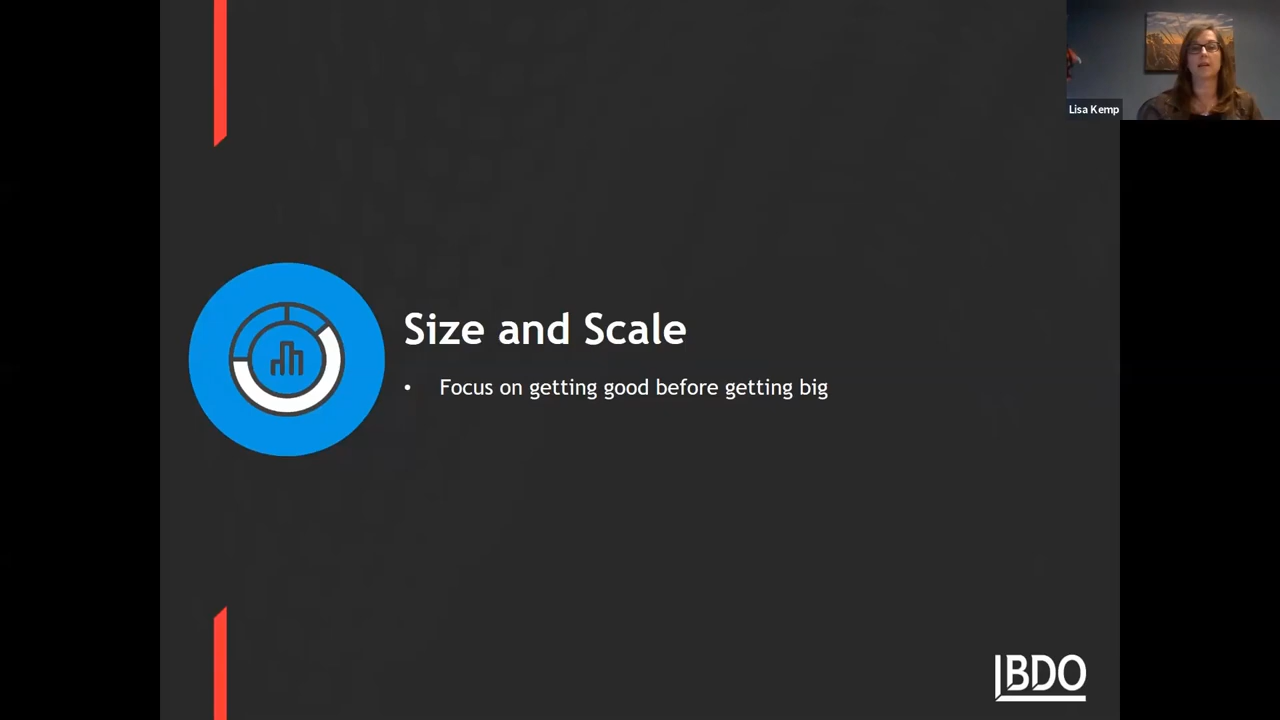 Lisa Kemp
Size and Scale
• Focus on getting good before getting big
BDO